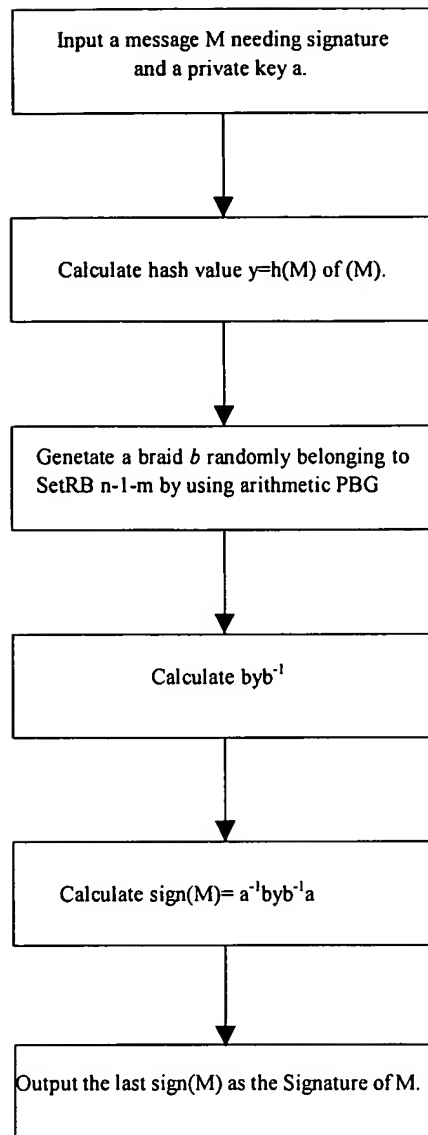 Input a message M needing signature
and a private key a.
Calculate hash value y=h(M) of (M).
Genetate a braid b randomly belonging to
SetRB n-1-m by using arithmetic PBG
Calculate byb⁻¹
Calculate sign(M)= a⁻¹byb⁻¹a
Output the last sign(M) as the Signature of M.